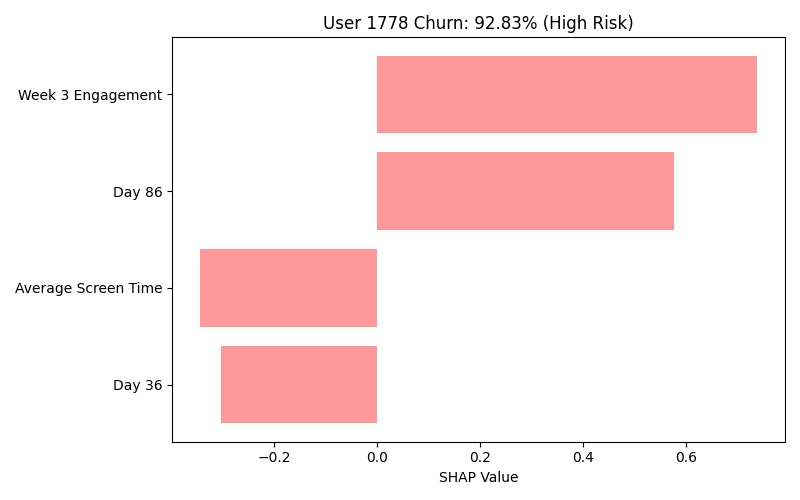 User 1778 Churn: 92.83% (High Risk)
Week 3 Engagement
Day 86
Average Screen Time
Day 36
−0.2 0.0 0.2 0.4 0.6
SHAP Value